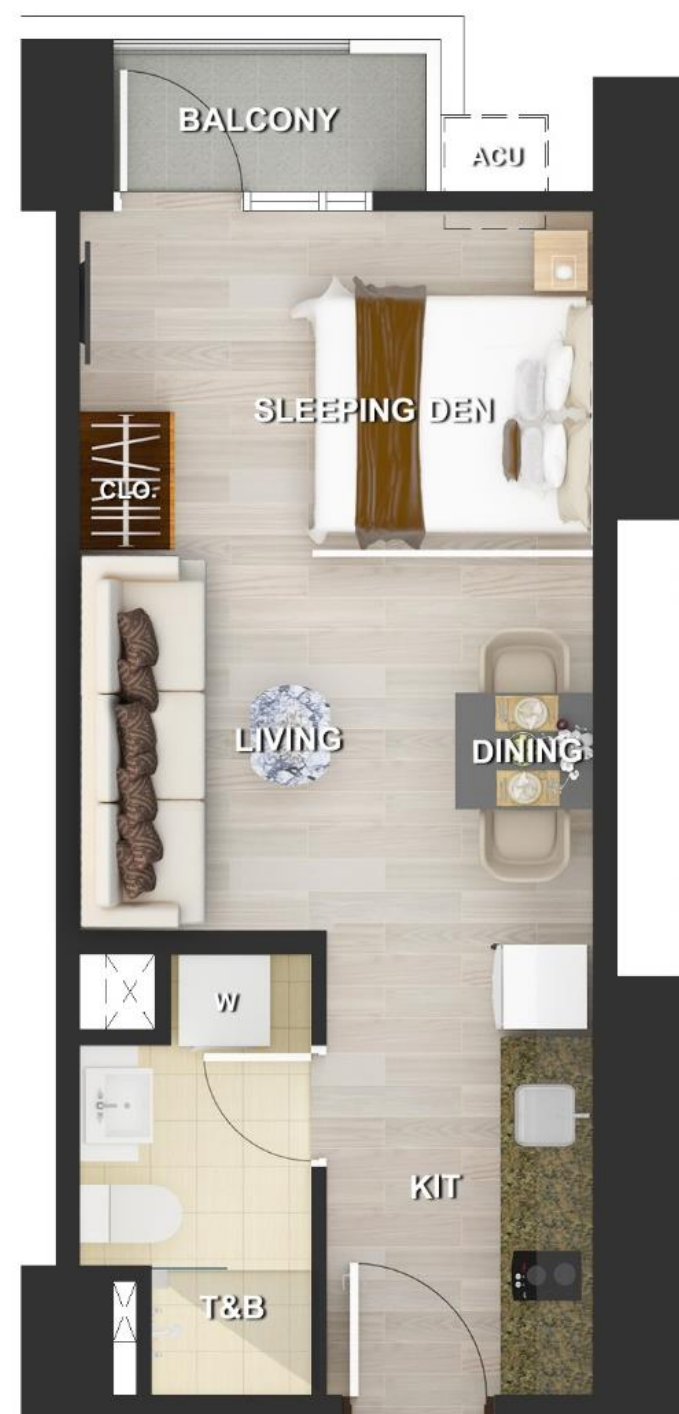 BALCONY
ACU
SLEEPING DEN
CLO.
LIVING
DINING
W
KIT
T&B